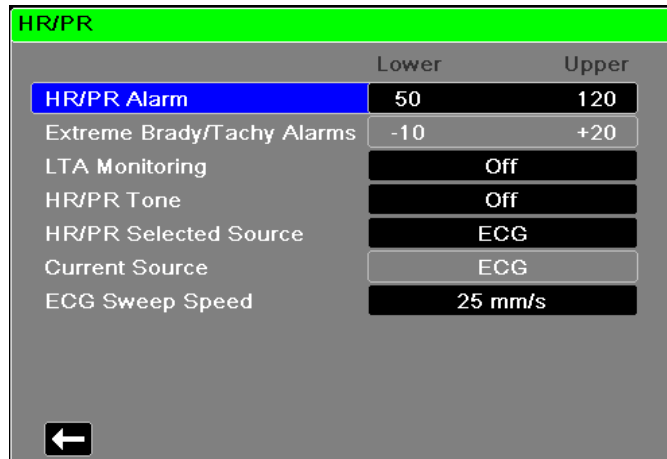 HR/PR
Lower Upper
HR/PR Alarm 50 120
Extreme Brady/Tachy Alarms -10 +20
LTA Monitoring Off
HR/PR Tone Off
HR/PR Selected Source ECG
Current Source ECG
ECG Sweep Speed 25 mm/s